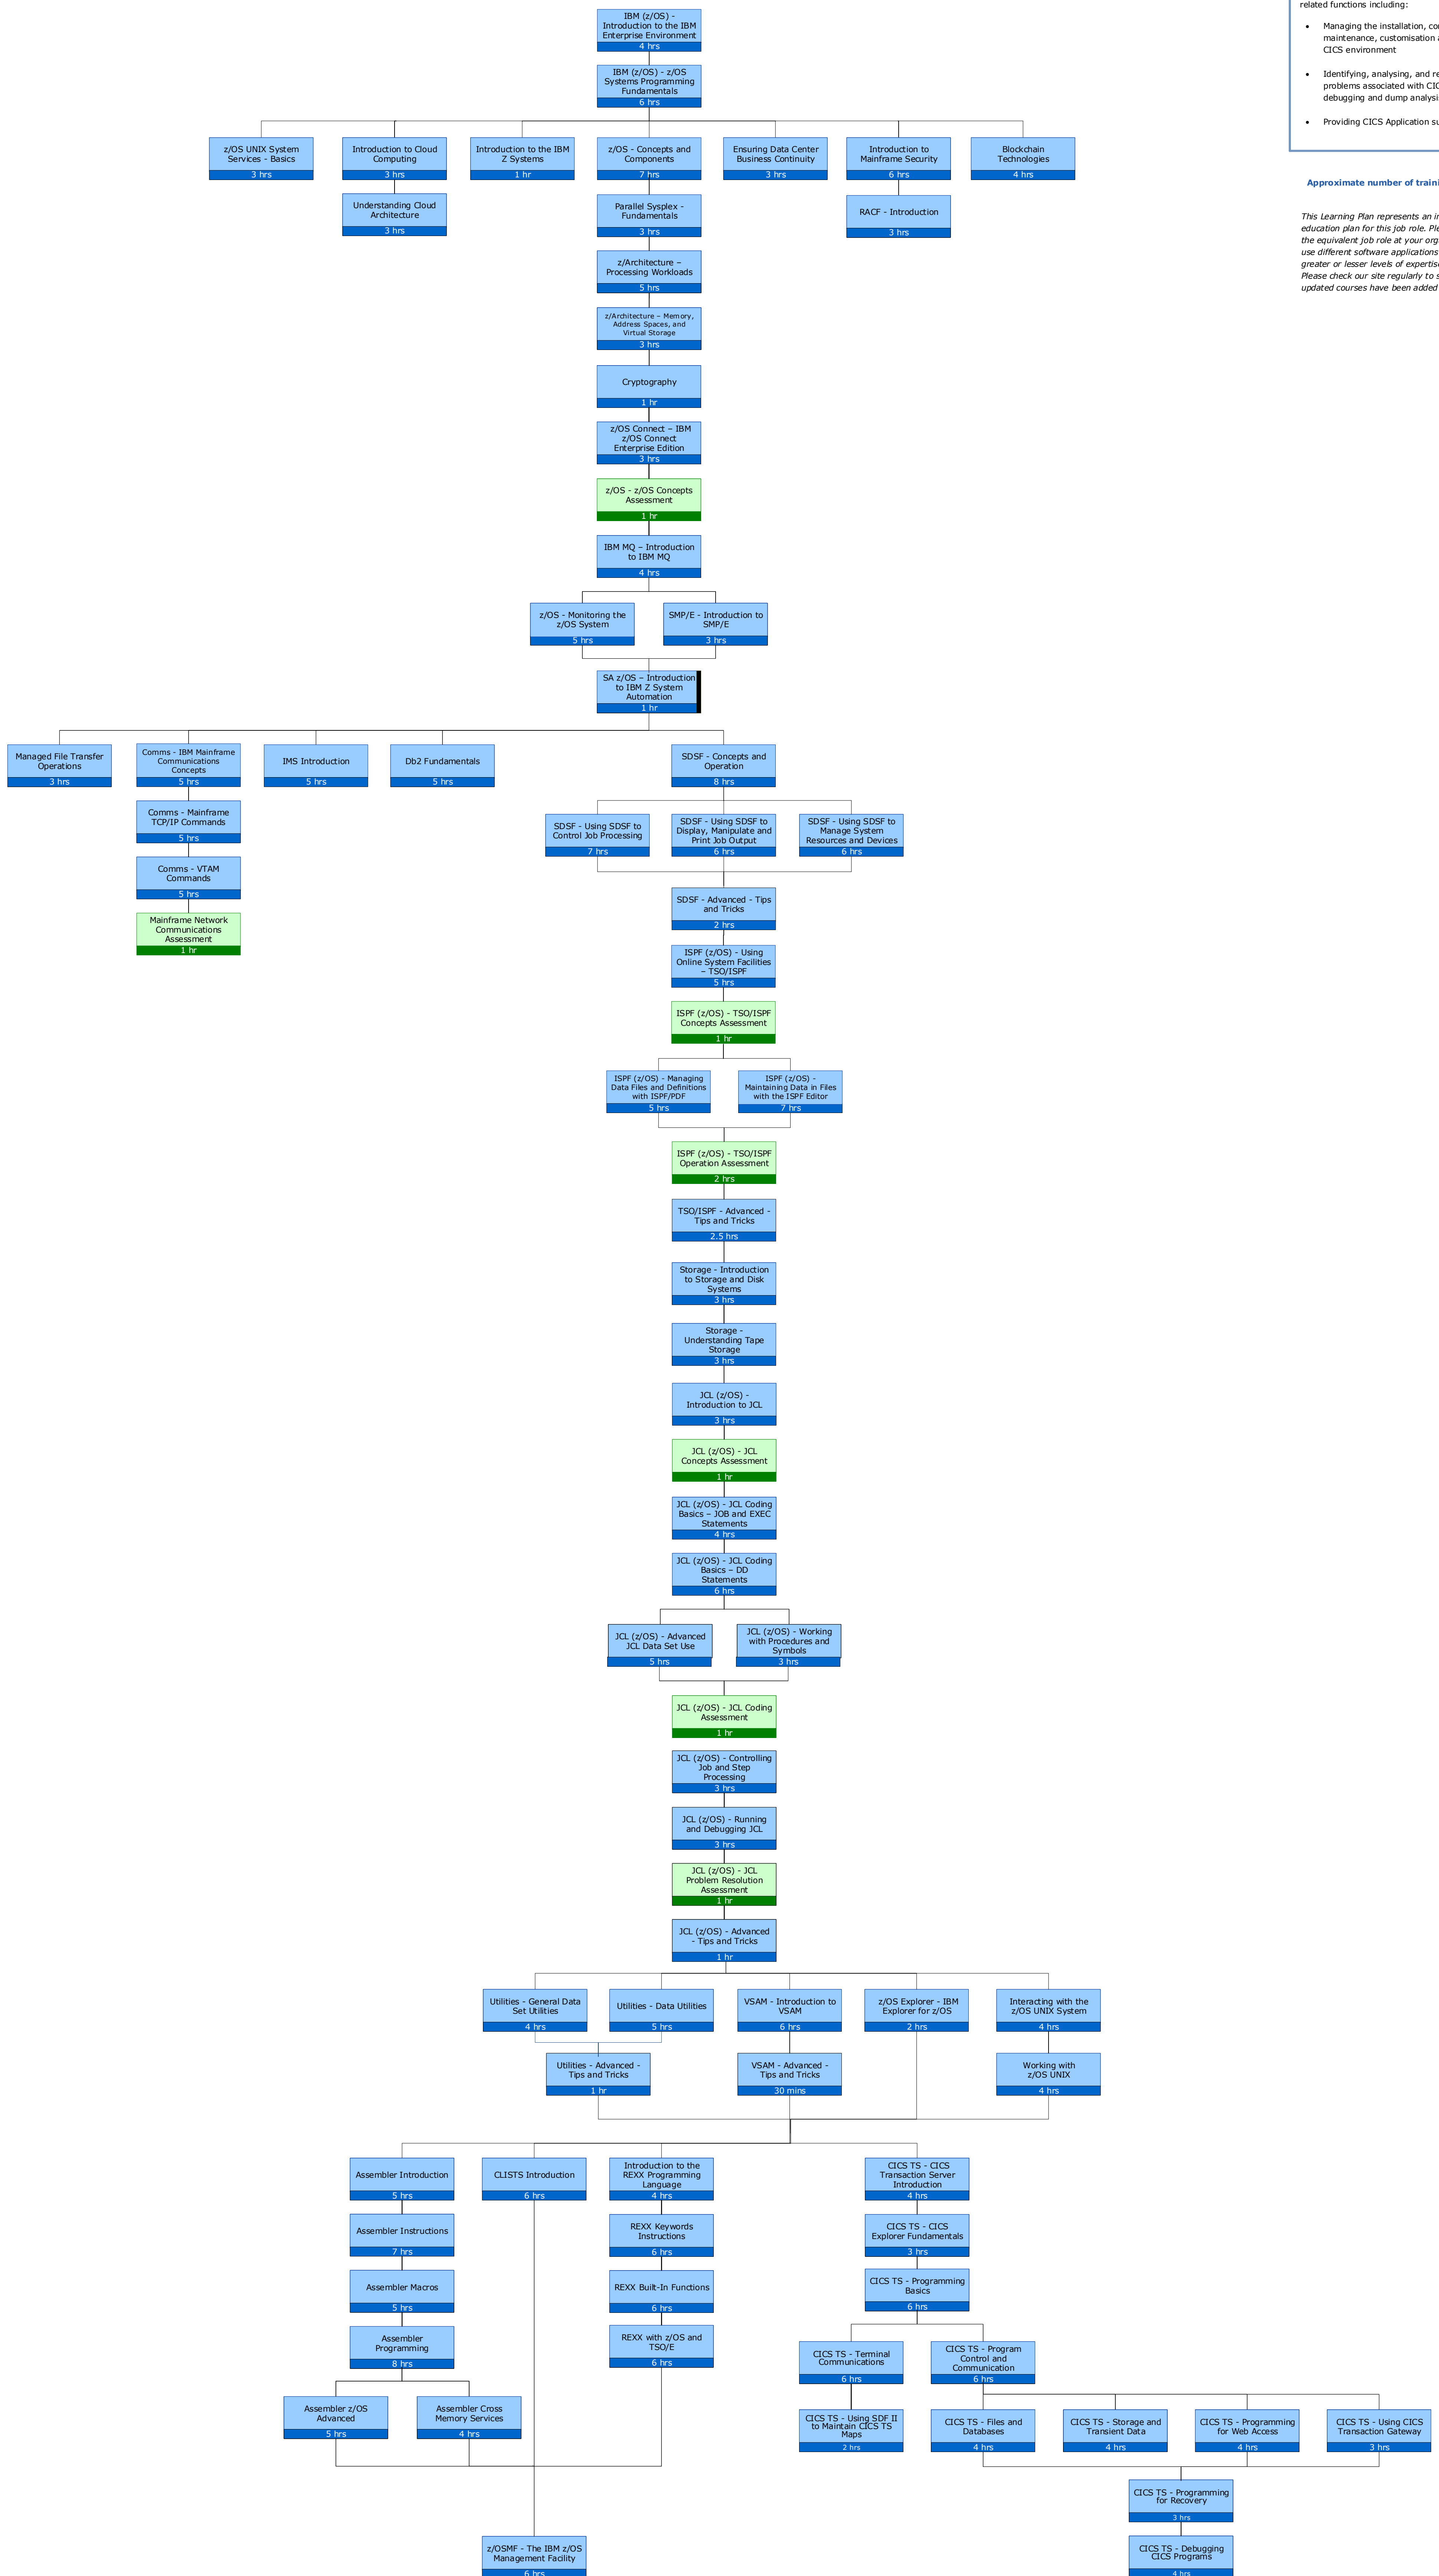 IBM (z/OS) -
Introduction to the IBM
Enterprise Environment
4 hrs
IBM (z/OS) - z/OS
Systems Programming
Fundamentals
6 hrs
related functions including:
• Managing the installation, co
maintenance, customisation
CICS environment
• Identifying, analysing, and re
problems associated with CIC
debugging and dump analysi
• Providing CICS Application su
Approximate number of traini
This Learning Plan represents an i
education plan for this job role. Ple
the equivalent job role at your orga
use different software applications
greater or lesser levels of expertise
Please check our site regularly to s
updated courses have been added
z/OS UNIX System
Services - Basics
3 hrs
Introduction to Cloud
Computing
3 hrs
Introduction to the IBM
Z Systems
1 hr
z/OS - Concepts and
Components
7 hrs
Ensuring Data Center
Business Continuity
3 hrs
Introduction to
Mainframe Security
6 hrs
Blockchain
Technologies
4 hrs
Understanding Cloud
Architecture
3 hrs
Parallel Sysplex -
Fundamentals
3 hrs
RACF - Introduction
3 hrs
z/Architecture –
Processing Workloads
5 hrs
z/Architecture – Memory,
Address Spaces, and
Virtual Storage
3 hrs
Cryptography
1 hr
z/OS Connect – IBM
z/OS Connect
Enterprise Edition
3 hrs
z/OS - z/OS Concepts
Assessment
1 hr
IBM MQ – Introduction
to IBM MQ
4 hrs
z/OS - Monitoring the
z/OS System
5 hrs
SMP/E - Introduction to
SMP/E
3 hrs
SA z/OS – Introduction
to IBM Z System
Automation
1 hr
Managed File Transfer
Operations
3 hrs
Comms - IBM Mainframe
Communications
Concepts
5 hrs
IMS Introduction
5 hrs
Db2 Fundamentals
5 hrs
SDSF - Concepts and
Operation
8 hrs
Comms - Mainframe
TCP/IP Commands
5 hrs
Comms - VTAM
Commands
5 hrs
Mainframe Network
Communications
Assessment
1 hr
SDSF - Using SDSF to
Control Job Processing
7 hrs
SDSF - Using SDSF to
Display, Manipulate and
Print Job Output
6 hrs
SDSF - Using SDSF to
Manage System
Resources and Devices
6 hrs
SDSF - Advanced - Tips
and Tricks
2 hrs
ISPF (z/OS) - Using
Online System Facilities
– TSO/ISPF
5 hrs
ISPF (z/OS) - TSO/ISPF
Concepts Assessment
1 hr
ISPF (z/OS) - Managing
Data Files and Definitions
with ISPF/PDF
5 hrs
ISPF (z/OS) -
Maintaining Data in Files
with the ISPF Editor
7 hrs
ISPF (z/OS) - TSO/ISPF
Operation Assessment
2 hrs
TSO/ISPF - Advanced -
Tips and Tricks
2.5 hrs
Storage - Introduction
to Storage and Disk
Systems
3 hrs
Storage -
Understanding Tape
Storage
3 hrs
JCL (z/OS) -
Introduction to JCL
3 hrs
JCL (z/OS) - JCL
Concepts Assessment
1 hr
JCL (z/OS) - JCL Coding
Basics – JOB and EXEC
Statements
4 hrs
JCL (z/OS) - JCL Coding
Basics – DD
Statements
6 hrs
JCL (z/OS) - Advanced
JCL Data Set Use
5 hrs
JCL (z/OS) - Working
with Procedures and
Symbols
3 hrs
JCL (z/OS) - JCL Coding
Assessment
1 hr
JCL (z/OS) - Controlling
Job and Step
Processing
3 hrs
JCL (z/OS) - Running
and Debugging JCL
3 hrs
JCL (z/OS) - JCL
Problem Resolution
Assessment
1 hr
JCL (z/OS) - Advanced
- Tips and Tricks
1 hr
Utilities - General Data
Set Utilities
4 hrs
Utilities - Data Utilities
5 hrs
VSAM - Introduction to
VSAM
6 hrs
z/OS Explorer - IBM
Explorer for z/OS
2 hrs
Interacting with the
z/OS UNIX System
4 hrs
Utilities - Advanced -
Tips and Tricks
1 hr
VSAM - Advanced -
Tips and Tricks
30 mins
Working with
z/OS UNIX
4 hrs
Assembler Introduction
5 hrs
CLISTS Introduction
6 hrs
Introduction to the
REXX Programming
Language
4 hrs
CICS TS - CICS
Transaction Server
Introduction
4 hrs
Assembler Instructions
7 hrs
REXX Keywords
Instructions
6 hrs
CICS TS - CICS
Explorer Fundamentals
3 hrs
Assembler Macros
5 hrs
REXX Built-In Functions
6 hrs
CICS TS - Programming
Basics
6 hrs
Assembler
Programming
8 hrs
REXX with z/OS and
TSO/E
6 hrs
CICS TS - Terminal
Communications
6 hrs
CICS TS - Program
Control and
Communication
6 hrs
Assembler z/OS
Advanced
5 hrs
Assembler Cross
Memory Services
4 hrs
CICS TS - Using SDF II
to Maintain CICS TS
Maps
2 hrs
CICS TS - Files and
Databases
4 hrs
CICS TS - Storage and
Transient Data
4 hrs
CICS TS - Programming
for Web Access
4 hrs
CICS TS - Using CICS
Transaction Gateway
3 hrs
CICS TS - Programming
for Recovery
3 hrs
z/OSMF - The IBM z/OS
Management Facility
6 hrs
CICS TS - Debugging
CICS Programs
4 hrs